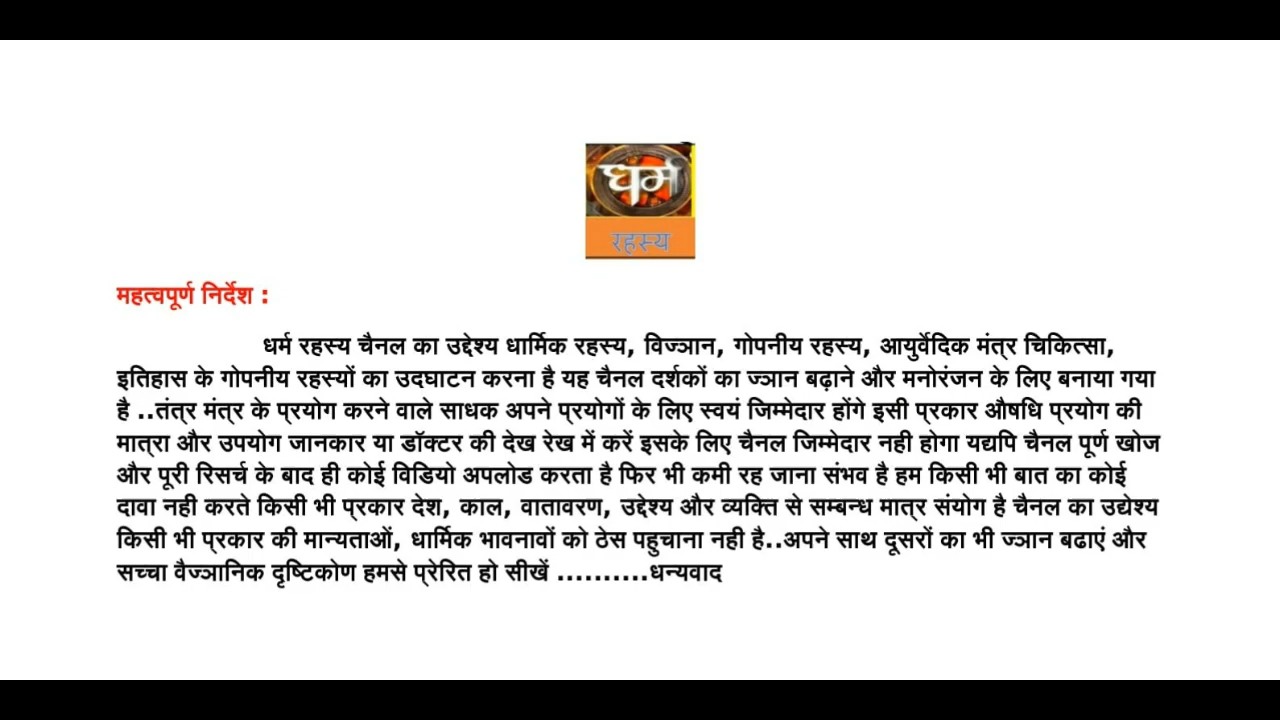 धर्म
रहस्य
महत्वपूर्ण निर्देश :
धर्म रहस्य चैनल का उद्देश्य धार्मिक रहस्य, विज्ञान, गोपनीय रहस्य, आयुर्वेदिक मंत्र चिकित्सा,
इतिहास के गोपनीय रहस्यों का उदघाटन करना है यह चैनल दर्शकों का ज्ञान बढ़ाने और मनोरंजन के लिए बनाया गया
है ..तंत्र मंत्र के प्रयोग करने वाले साधक अपने प्रयोगों के लिए स्वयं जिम्मेदार होंगे इसी प्रकार औषधि प्रयोग की
मात्रा और उपयोग जानकार या डॉक्टर की देख रेख में करें इसके लिए चैनल जिम्मेदार नही होगा यद्यपि चैनल पूर्ण खोज
और पूरी रिसर्च के बाद ही कोई विडियो अपलोड करता है फिर भी कमी रह जाना संभव है हम किसी भी बात का कोई
दावा नही करते किसी भी प्रकार देश, काल, वातावरण, उद्देश्य और व्यक्ति से सम्बन्ध मात्र संयोग है चैनल का उद्येश्य
किसी भी प्रकार की मान्यताओं, धार्मिक भावनावों को ठेस पहुचाना नही है..अपने साथ दूसरों का भी ज्ञान बढाएं और
सच्चा वैज्ञानिक दृष्टिकोण हमसे प्रेरित हो सीखें ..........धन्यवाद